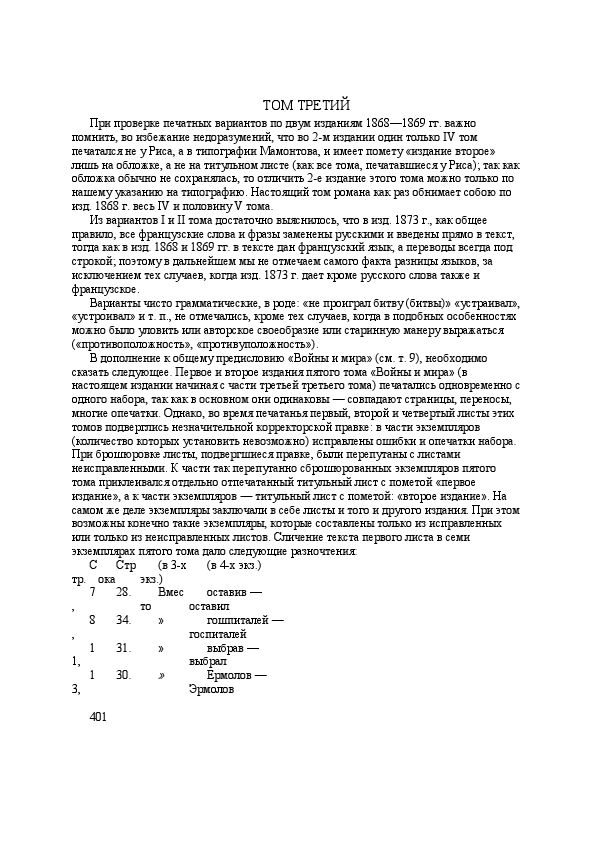 ТОМ ТРЕТИЙ
При проверке печатных вариантов по двум изданиям 1868—1869 гг. важно
помнить, во избежание недоразумений, что во 2-м издании один только IV том
печатался не у Риса, а в типографии Мамонтова, и имеет помету «издание второе»
лишь на обложке, а не на титульном листе (как все тома, печатавшиеся у Риса); так как
обложка обычно не сохранялась, то отличить 2-е издание этого тома можно только по
нашему указанию на типографию. Настоящий том романа как раз обнимает собою по
изд. 1868 г. весь IV и половину V тома.
Из вариантов I и II тома достаточно выяснилось, что в изд. 1873 г., как общее
правило, все французские слова и фразы заменены русскими и введены прямо в текст,
тогда как в изд. 1868 и 1869 гг. в тексте дан французский язык, а переводы всегда под
строкой; поэтому в дальнейшем мы не отмечаем самого факта разницы языков, за
исключением тех случаев, когда изд. 1873 г. дает кроме русского слова также и
французское.
Варианты чисто грамматические, в роде: «не проиграл битву (битвы)» «устраивал»,
«устроивал» и т. п., не отмечались, кроме тех случаев, когда в подобных особенностях
можно было уловить или авторское своеобразие или старинную манеру выражаться
(«противоположность», «противуположность»).
В дополнение к общему предисловию «Войны и мира» (см. т. 9), необходимо
сказать следующее. Первое и второе издания пятого тома «Войны и мира» (в
настоящем издании начиная с части третьей третьего тома) печатались одновременно с
одного набора, так как в основном они одинаковы — совпадают страницы, переносы,
многие опечатки. Однако, во время печатанья первый, второй и четвертый листы этих
томов подверглись незначительной корректорской правке: в части экземпляров
(количество которых установить невозможно) исправлены ошибки и опечатки набора.
При брошюровке листы, подвергшиеся правке, были перепутаны с листами
неисправленными. К части так перепутанно сброшюрованных экземпляров пятого
тома приклеивался отдельно отпечатанный титульный лист с пометой «первое
издание», а к части экземпляров — титульный лист с пометой: «второе издание». На
самом же деле экземпляры заключали в себе листы и того и другого издания. При этом
возможны конечно такие экземпляры, которые составлены только из исправленных
или только из неисправленных листов. Сличение текста первого листа в семи
экземплярах пятого тома дало следующие разночтения:
С Стр (в 3-х (в 4-х экз.)
тр. ока экз.)
7 28. Вмес оставив —
, то оставил
8 34. » гошпиталей —
, госпиталей
1 31. » выбрав —
1, выбрал
1 30. » Ермолов —
3, 'Эрмолов
401